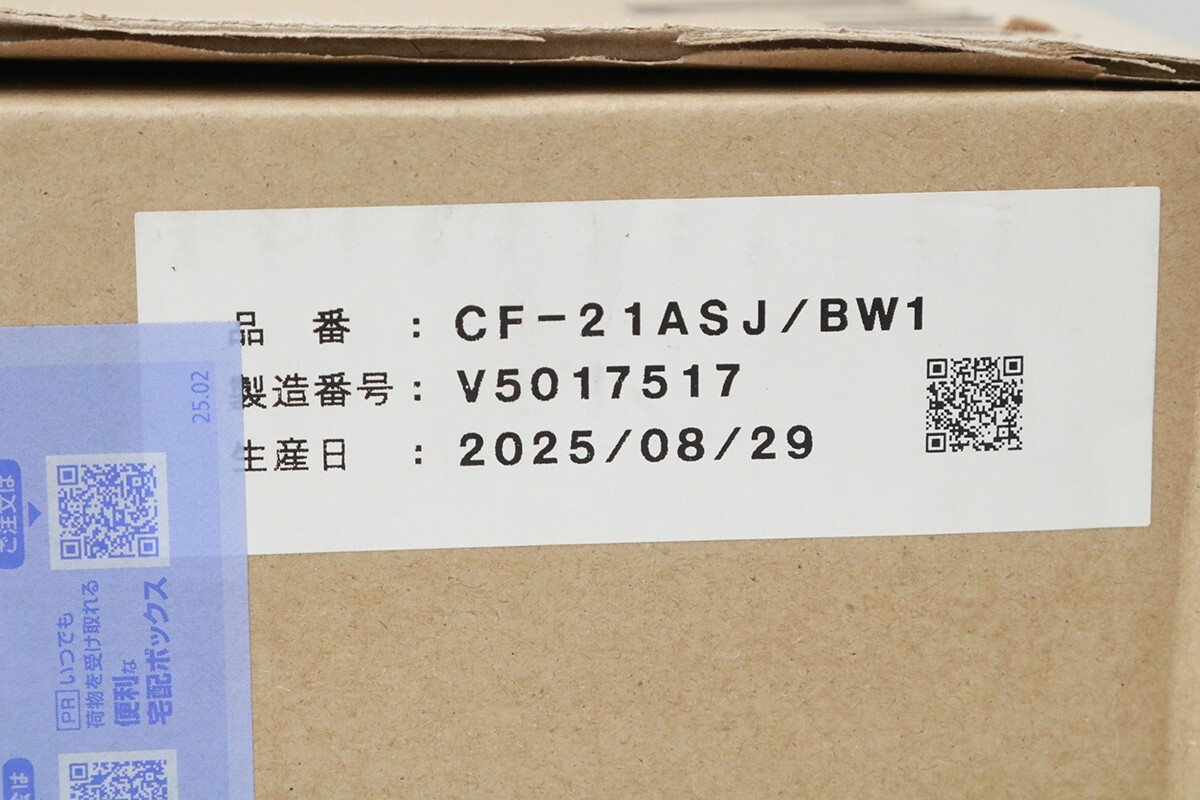 品 番 : CF-21ASJ/BW1
製造番号 : V5017517
生産日 : 2025/08/29
25.02
ご注文は
PR いつでも
荷物を受け取れる
便利な
宅配ボックス